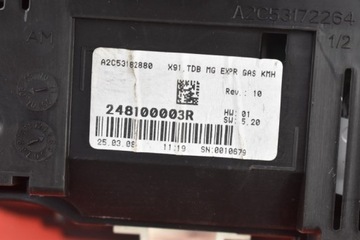 A2C53172264
AM
1/2
A2C53182880 X91.TDB MG EXPR GAS KMH
Rev.: 10
248100003R
HW: 01
SW: 5.20
25.03.08 11:19 SN:0010679